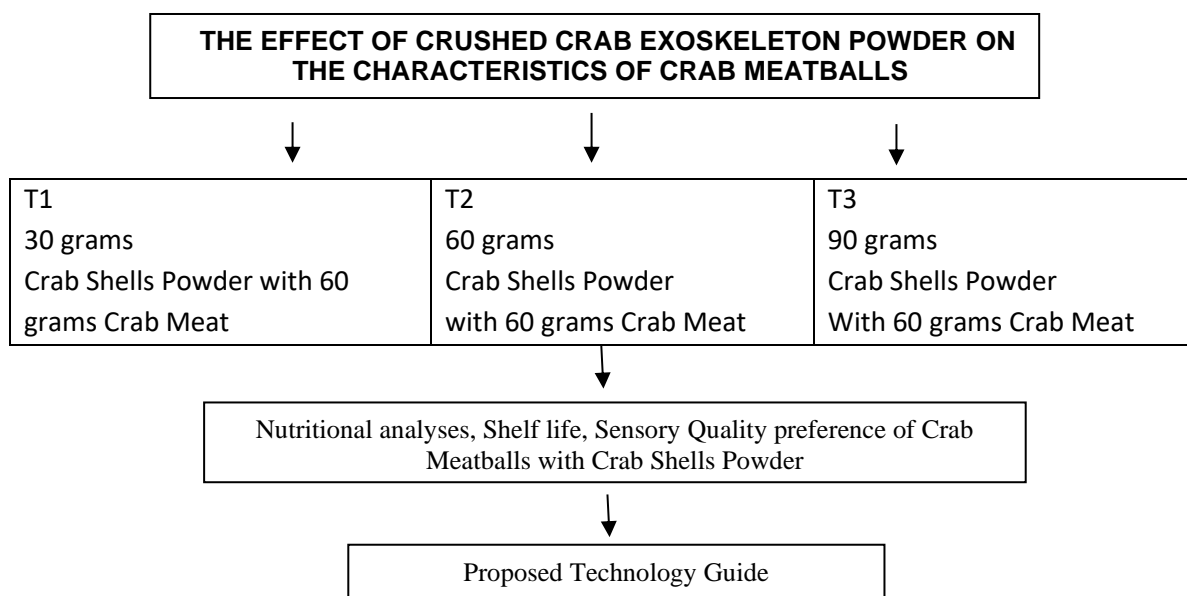 THE EFFECT OF CRUSHED CRAB EXOSKELETON POWDER ON
THE CHARACTERISTICS OF CRAB MEATBALLS
T1
30 grams
Crab Shells Powder with 60
grams Crab Meat
T2
60 grams
Crab Shells Powder
with 60 grams Crab Meat
T3
90 grams
Crab Shells Powder
With 60 grams Crab Meat
Nutritional analyses, Shelf life, Sensory Quality preference of Crab
Meatballs with Crab Shells Powder
Proposed Technology Guide